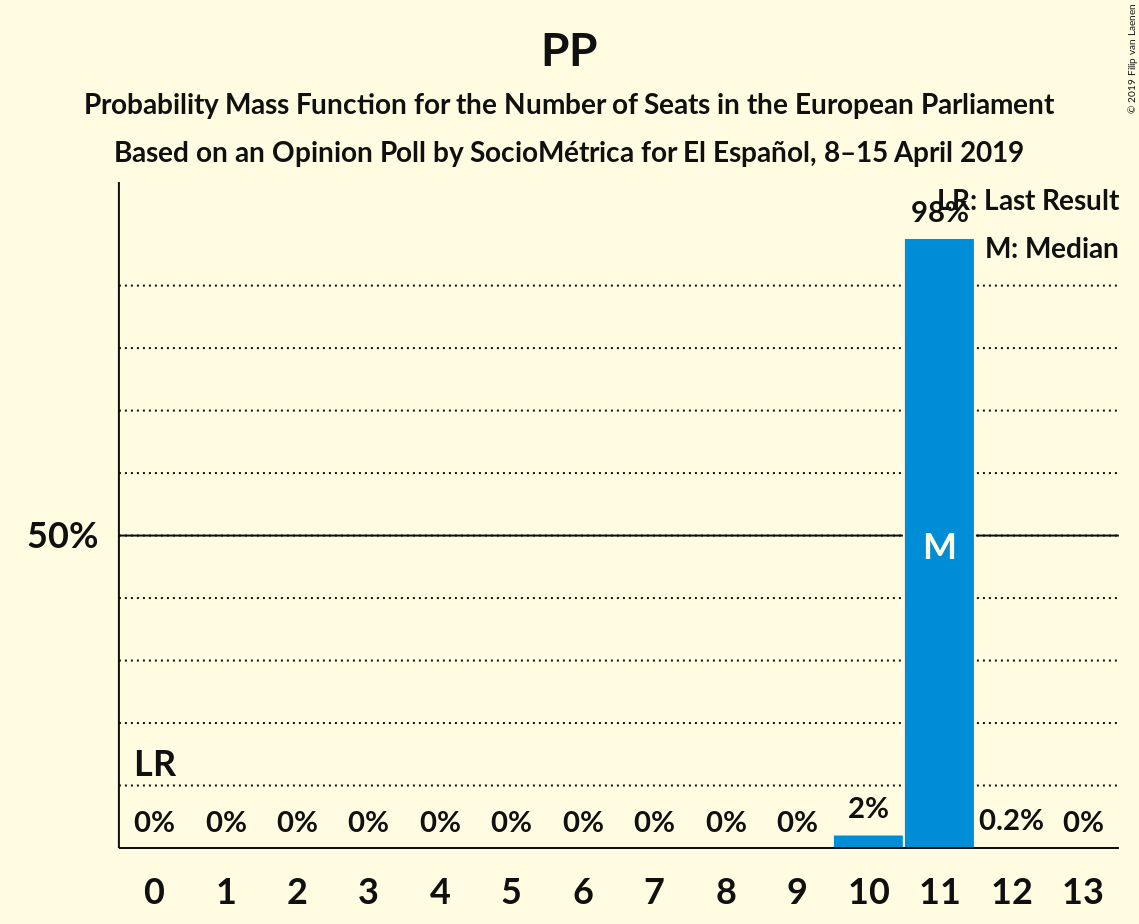 PP
Probability Mass Function for the Number of Seats in the European Parliament
Based on an Opinion Poll by SocioMétrica for El Español, 8–15 April 2019
© 2019 Filip van Laenen
LR: Last Result
M: Median
98%
50%
M
LR
0% 0% 0% 0% 0% 0% 0% 0% 0% 0% 2% 0.2% 0%
0 1 2 3 4 5 6 7 8 9 10 11 12 13